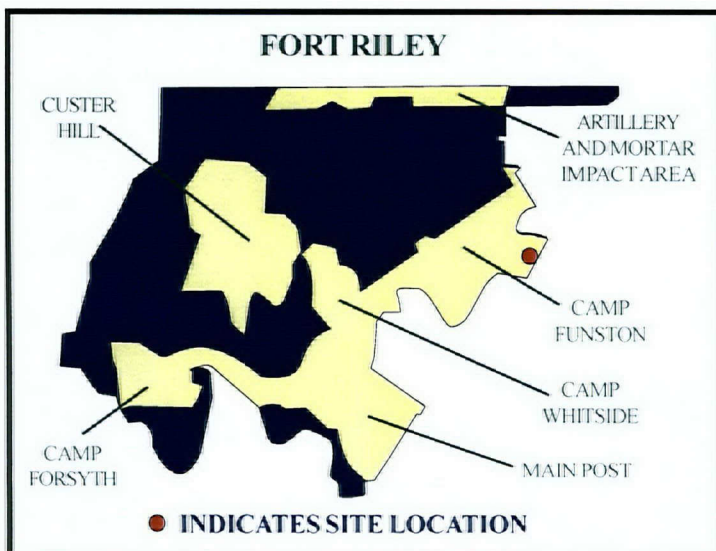 FORT RILEY
CUSTER
HILL
ARTILLERY
AND MORTAR
IMPACT AREA
CAMP
FUNSTON
CAMP
WHITSIDE
CAMP
FORSYTH
MAIN POST
INDICATES SITE LOCATION